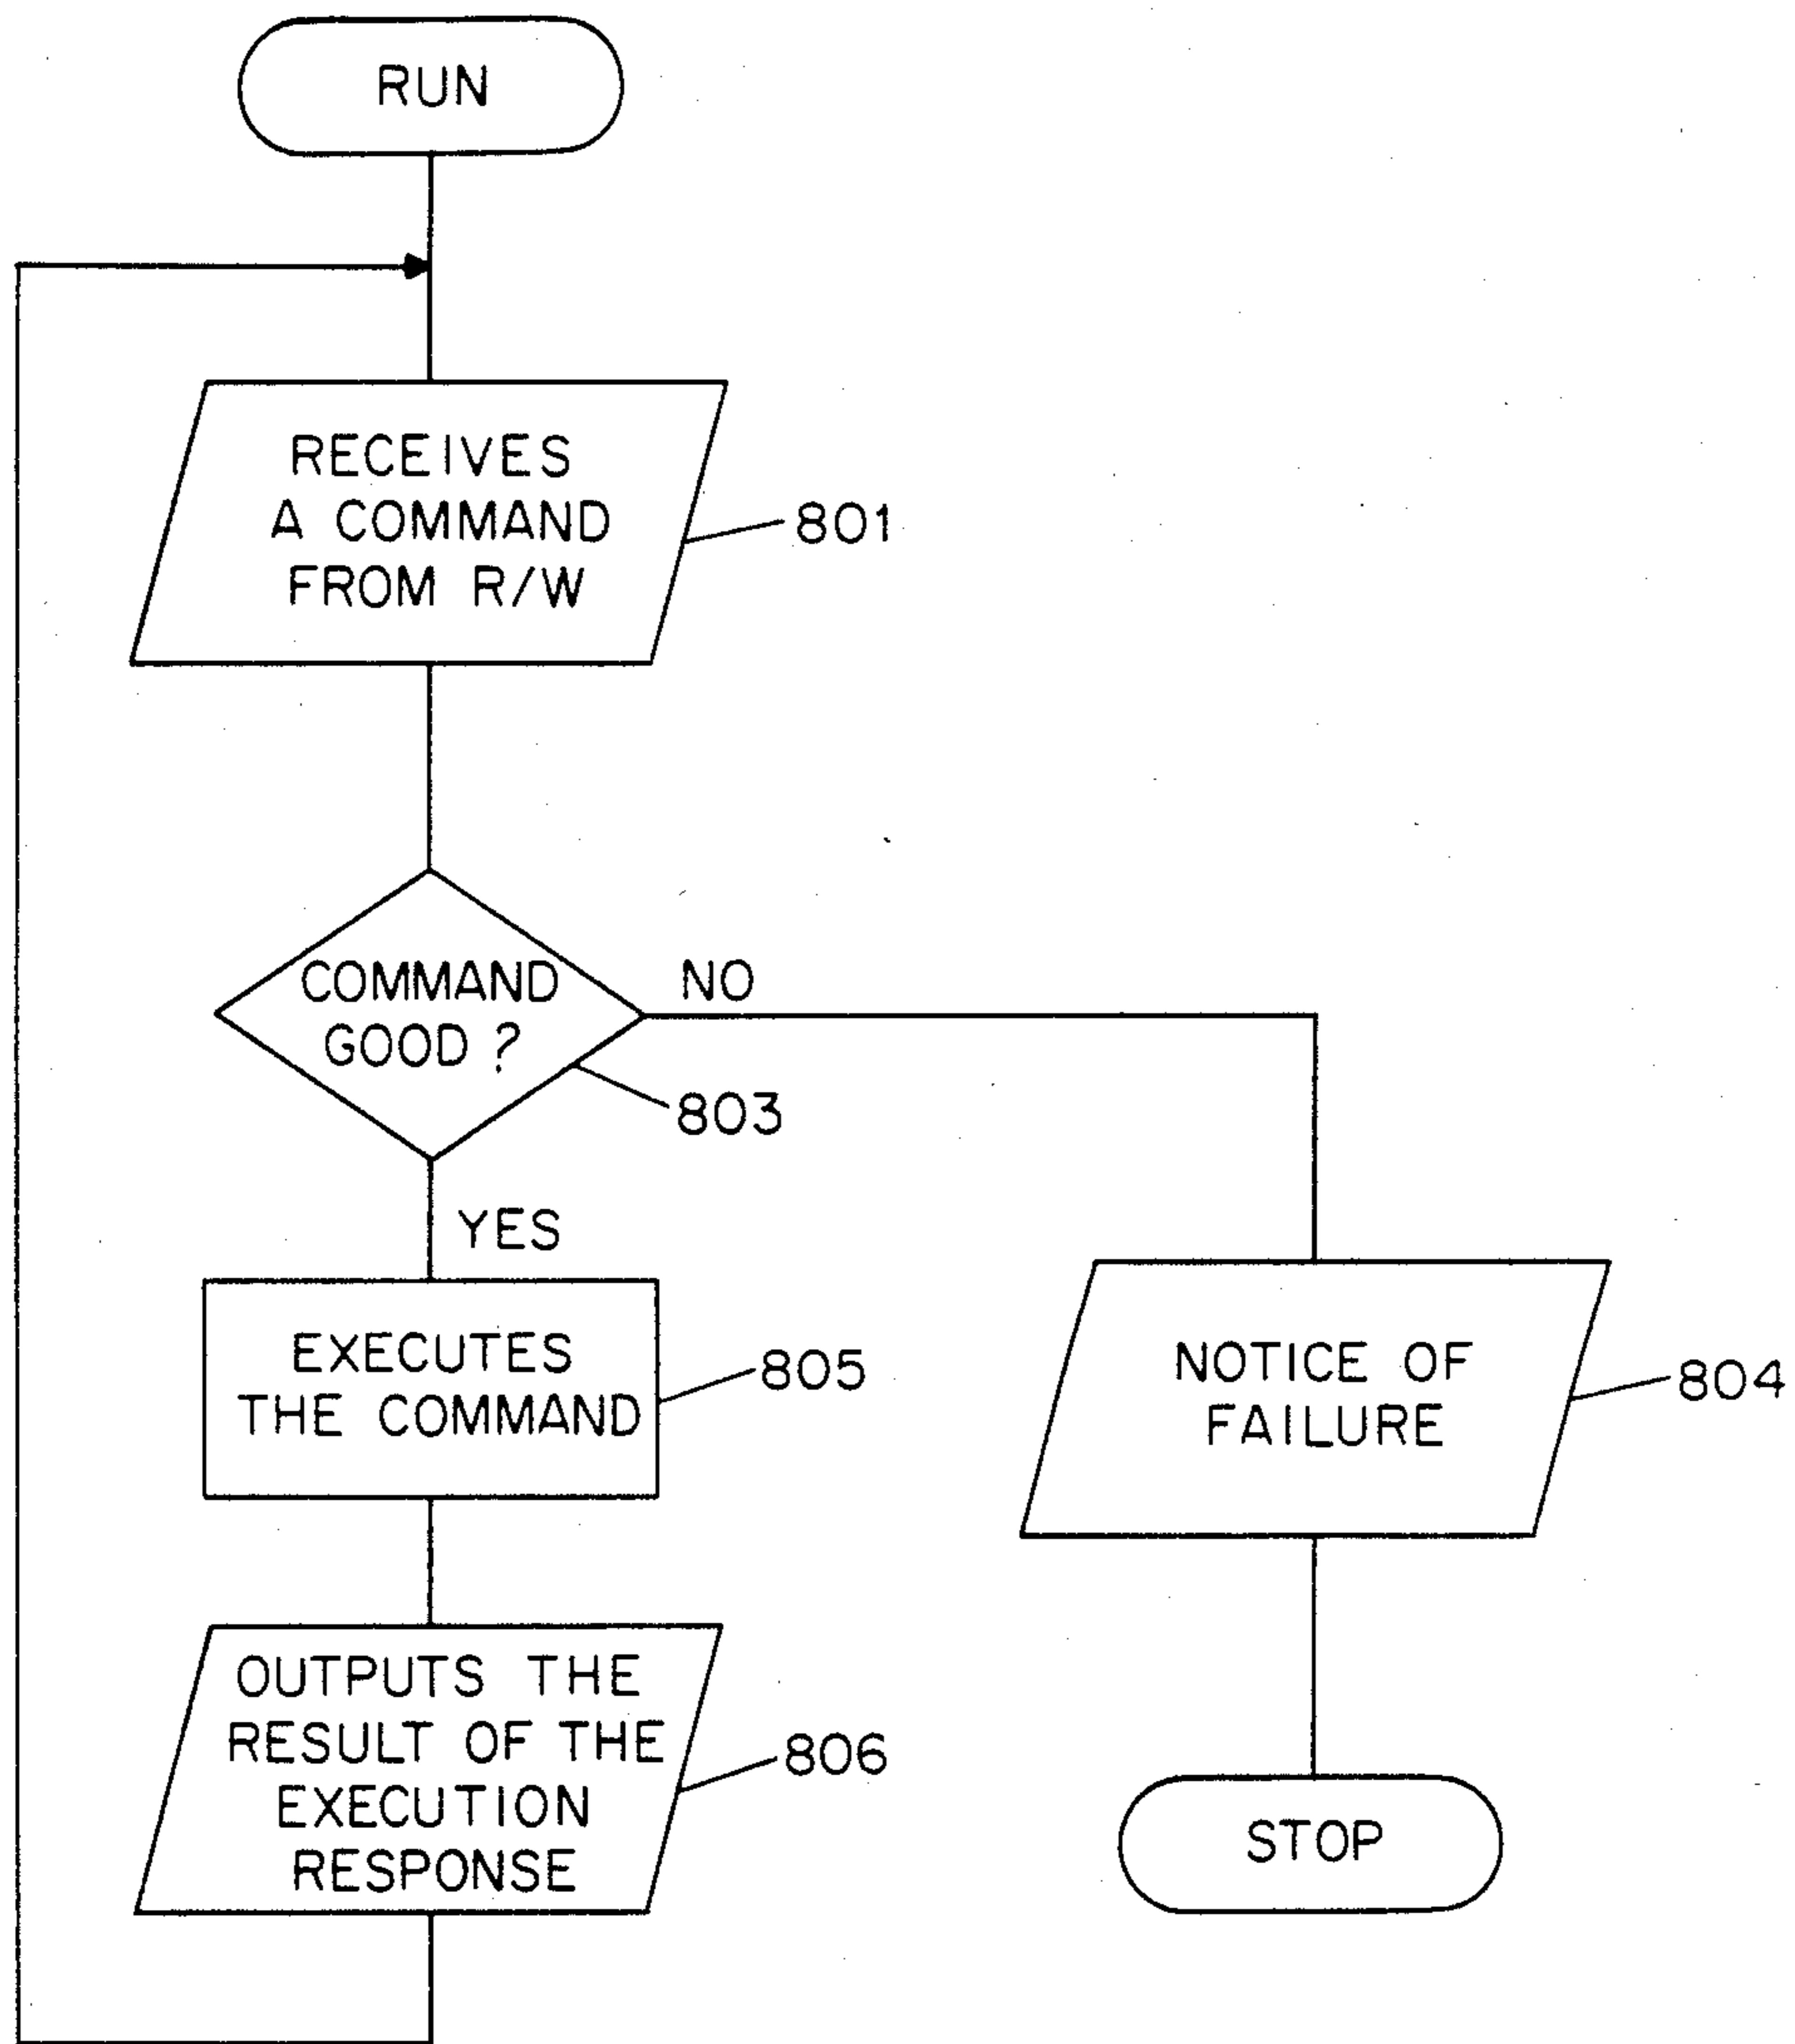 RUN
RECEIVES
A COMMAND
FROM R/W
801
COMMAND
GOOD ?
NO
803
YES
EXECUTES
THE COMMAND
805
NOTICE OF
FAILURE
804
OUTPUTS THE
RESULT OF THE
EXECUTION
RESPONSE
806
STOP